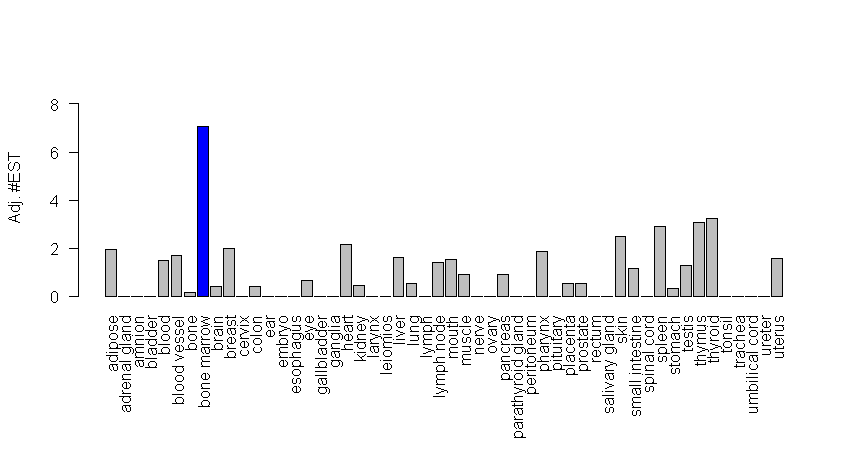 Adj. #EST
8
6
4
2
0
adipose
adrenal gland
amnion
bladder
blood
blood vessel
bone
bone marrow
brain
breast
cervix
colon
ear
embryo
esophagus
eye
gallbladder
ganglia
heart
kidney
larynx
leiomios
liver
lung
lymph
lymph node
mouth
muscle
nerve
ovary
pancreas
parathyroid gland
peritoneum
pharynx
pituitary
placenta
prostate
rectum
salivary gland
skin
small intestine
spinal cord
spleen
stomach
testis
thymus
thyroid
tonsil
trachea
umbilical cord
ureter
uterus